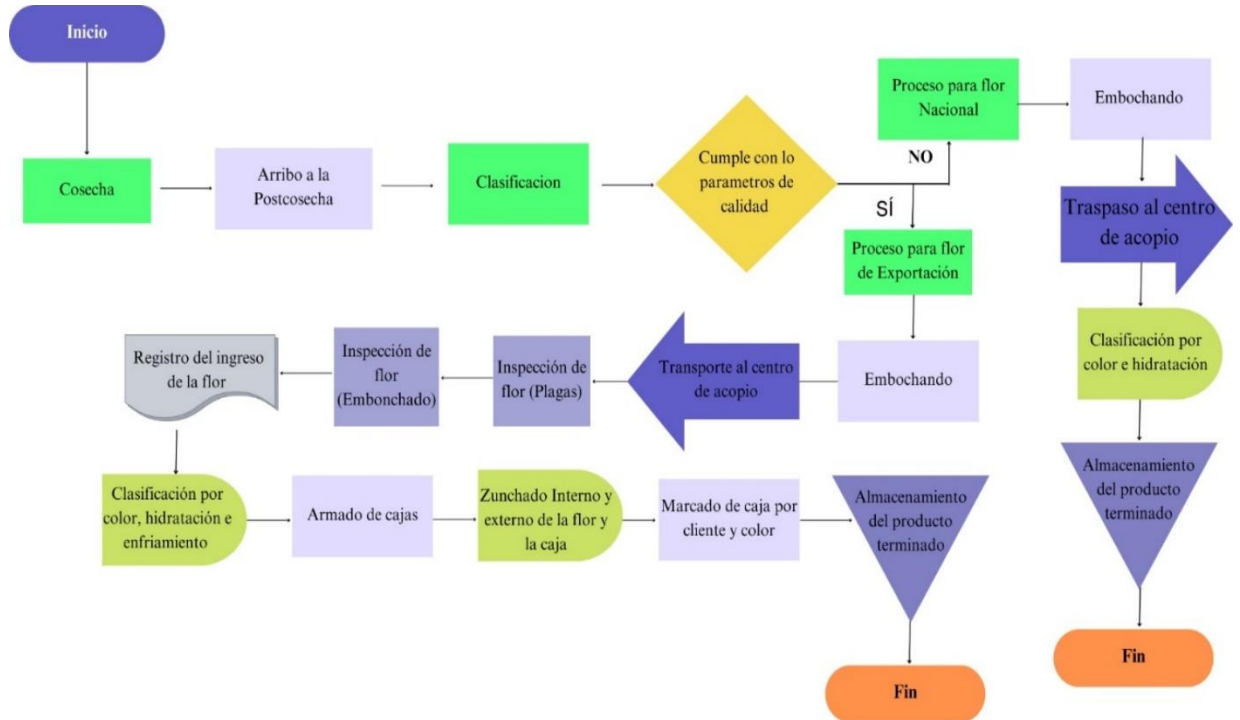 Inicio
Cosecha
Arribo a la
Postcosecha
Clasificacion
Cumple con lo
parametros de
calidad
NO
SÍ
Proceso para flor
Nacional
Embochando
Traspaso al centro
de acopio
Clasificación por
color e hidratación
Almacenamiento
del producto
terminado
Fin
Proceso para flor
de Exportación
Embochando
Transporte al centro
de acopio
Inspección de
flor (Plagas)
Inspección de
flor
(Embonchado)
Registro del ingreso
de la flor
Clasificación por
color, hidratación e
enfriamiento
Armado de cajas
Zunchado Interno y
externo de la flor y
la caja
Marcado de caja por
cliente y color
Almacenamiento
del producto
terminado
Fin